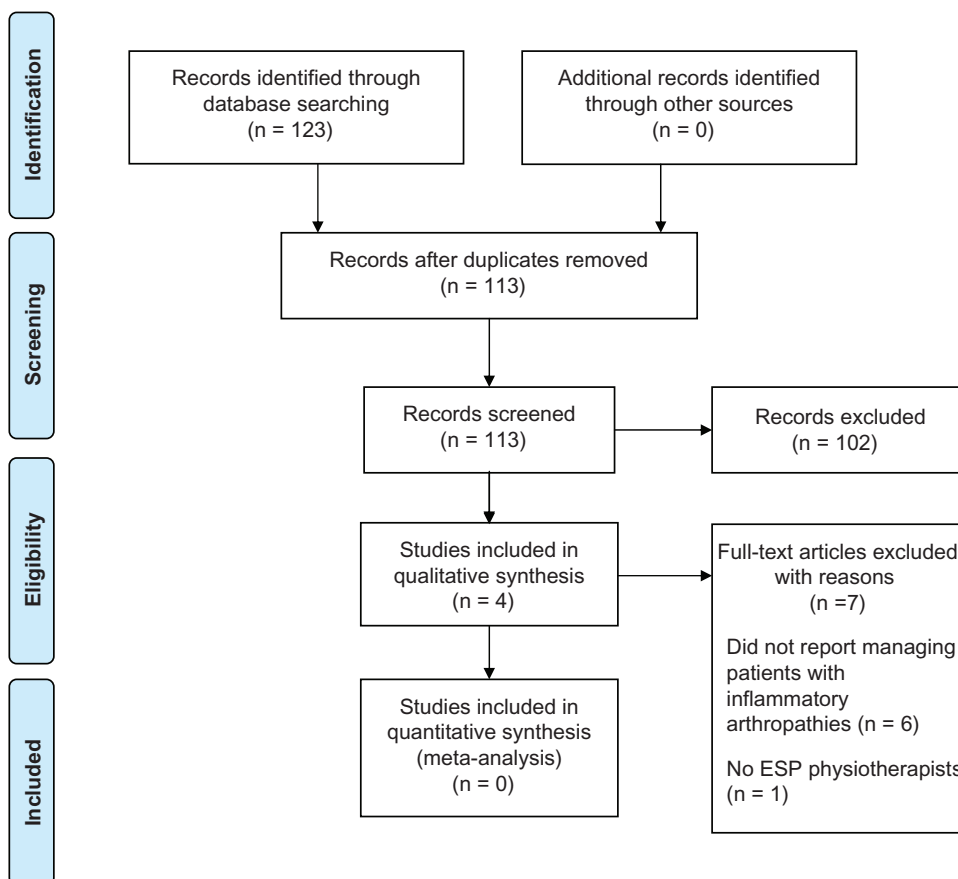 Identification
Records identified through
database searching
(n = 123)
Additional records identified
through other sources
(n = 0)
Screening
Records after duplicates removed
(n = 113)
Records screened
(n = 113)
Records excluded
(n = 102)
Eligibility
Studies included in
qualitative synthesis
(n = 4)
Full-text articles excluded
with reasons
(n =7)
Did not report managing
patients with
inflammatory
arthropathies (n = 6)
No ESP physiotherapists
(n = 1)
Included
Studies included in
quantitative synthesis
(meta-analysis)
(n = 0)